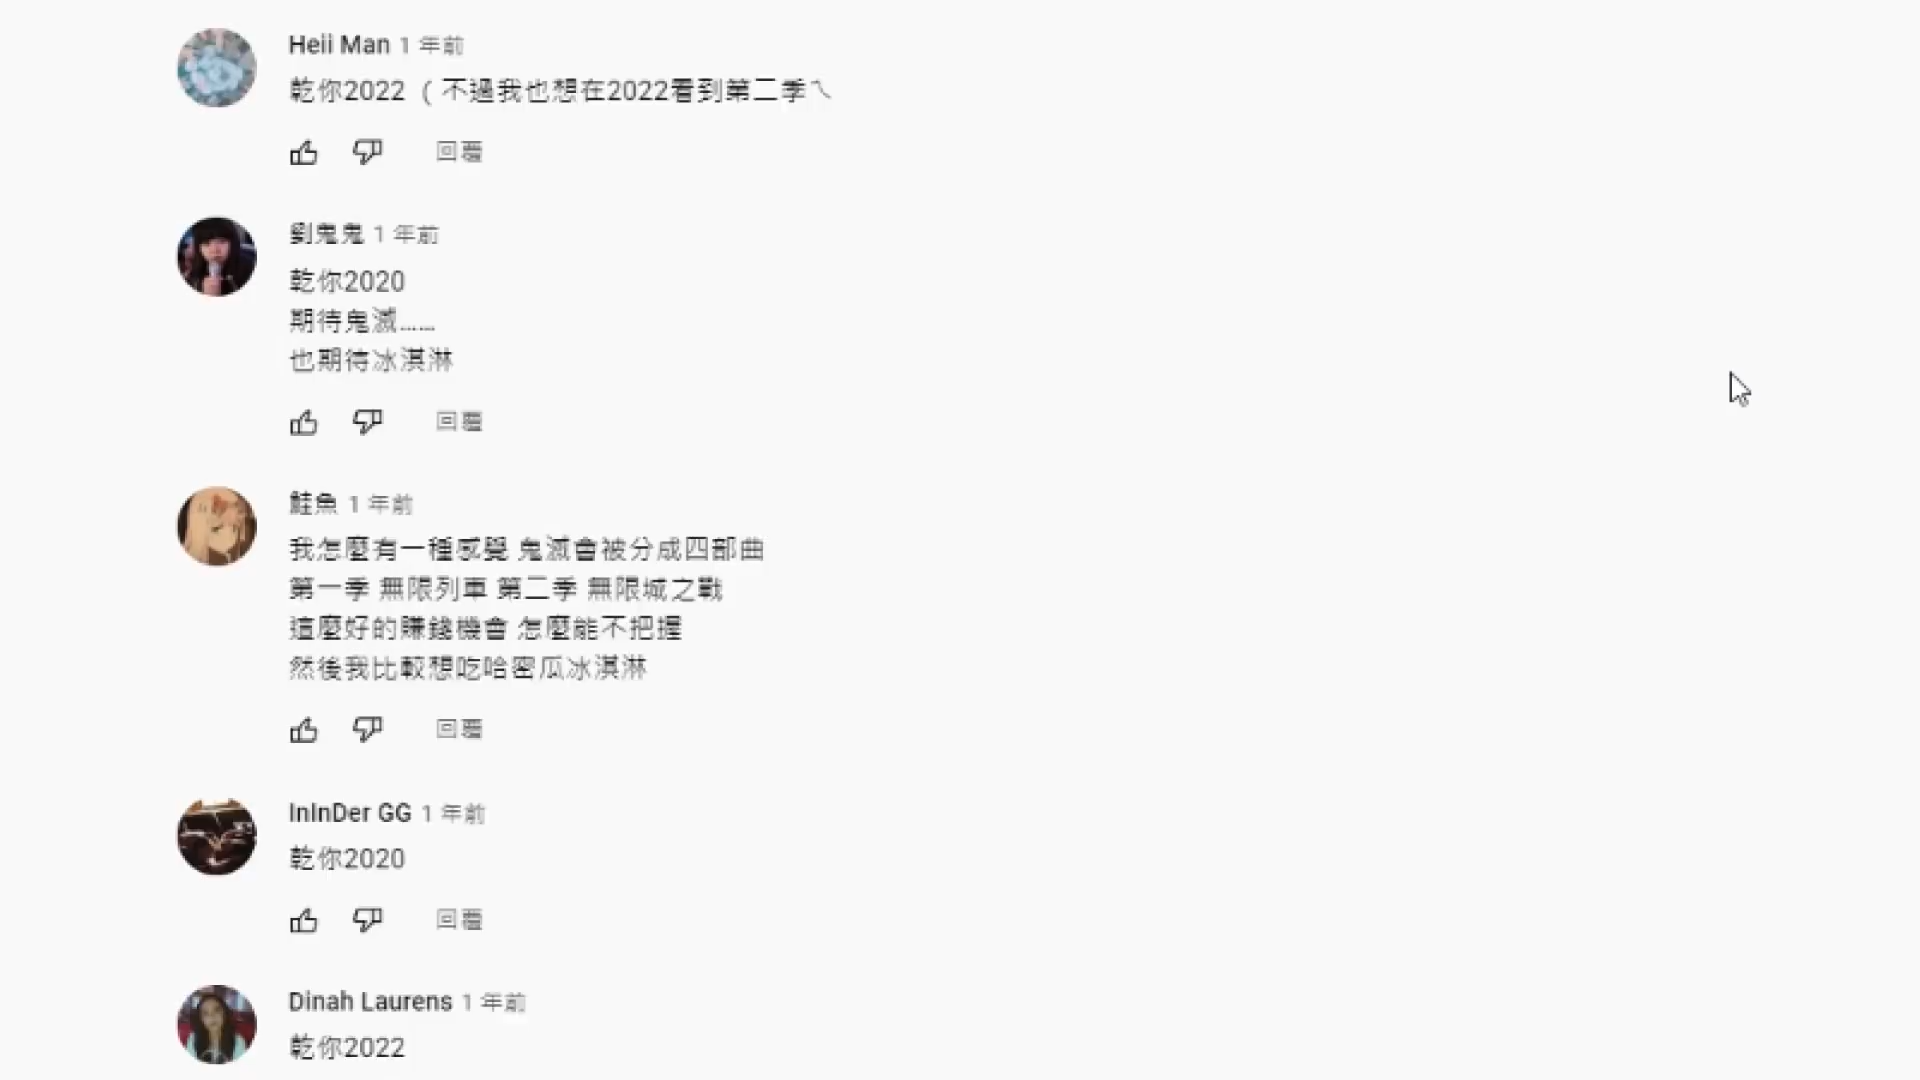 Heii Man 1 年前
乾你2022 （不過我也想在2022看到第二季ㄟ
回覆
劉鬼鬼 1 年前
乾你2020
期待鬼滅……
也期待冰淇淋
回覆
鮭魚 1 年前
我怎麼有一種感覺 鬼滅會被分成四部曲
第一季 無限列車 第二季 無限城之戰
這麼好的賺錢機會 怎麼能不把握
然後我比較想吃哈密瓜冰淇淋
回覆
InInDer GG 1 年前
乾你2020
回覆
Dinah Laurens 1 年前
乾你2022